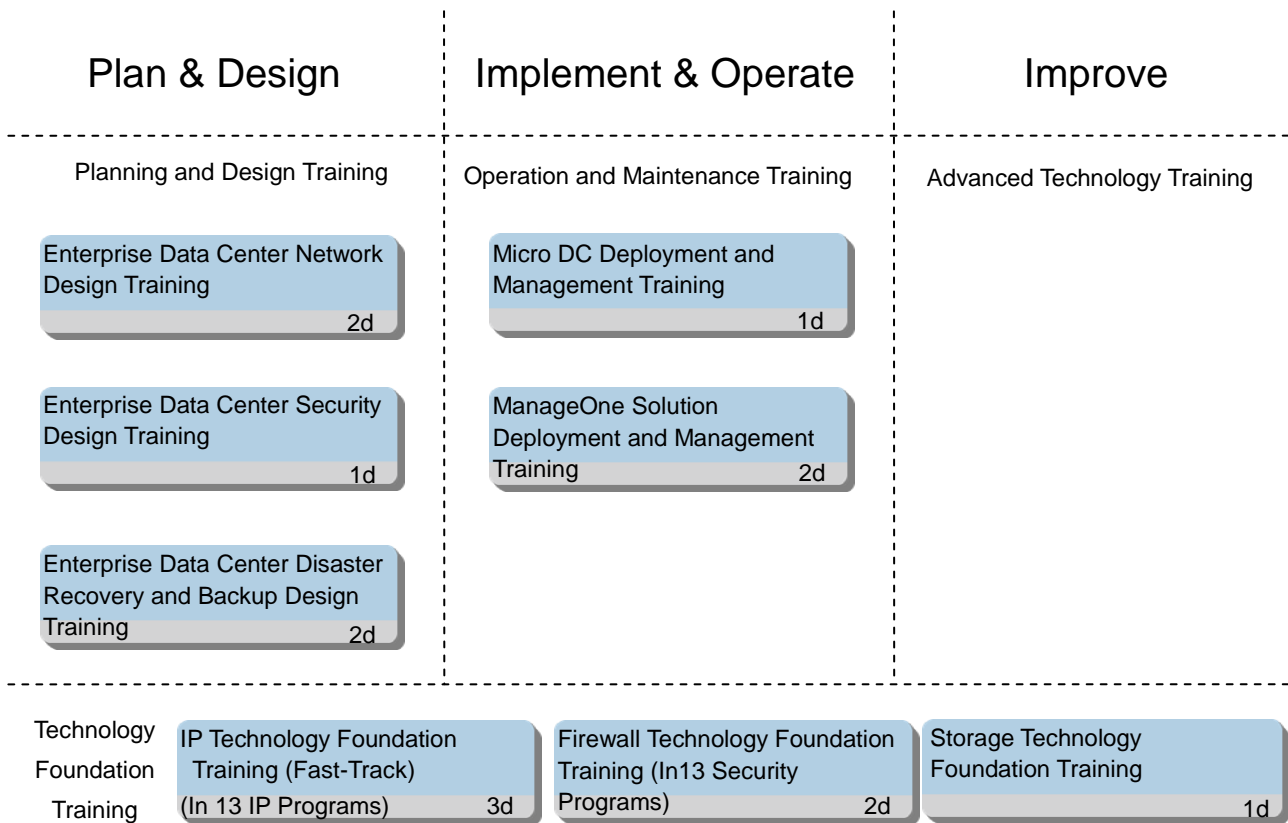 Plan & Design
Implement & Operate
Improve
Planning and Design Training
Operation and Maintenance Training
Advanced Technology Training
Enterprise Data Center Network
Design Training
2d
Micro DC Deployment and
Management Training
1d
Enterprise Data Center Security
Design Training
1d
ManageOne Solution
Deployment and Management
Training
2d
Enterprise Data Center Disaster
Recovery and Backup Design
Training
2d
Technology
Foundation
Training
IP Technology Foundation
Training (Fast-Track)
(In 13 IP Programs)
3d
Firewall Technology Foundation
Training (In13 Security
Programs)
2d
Storage Technology
Foundation Training
1d